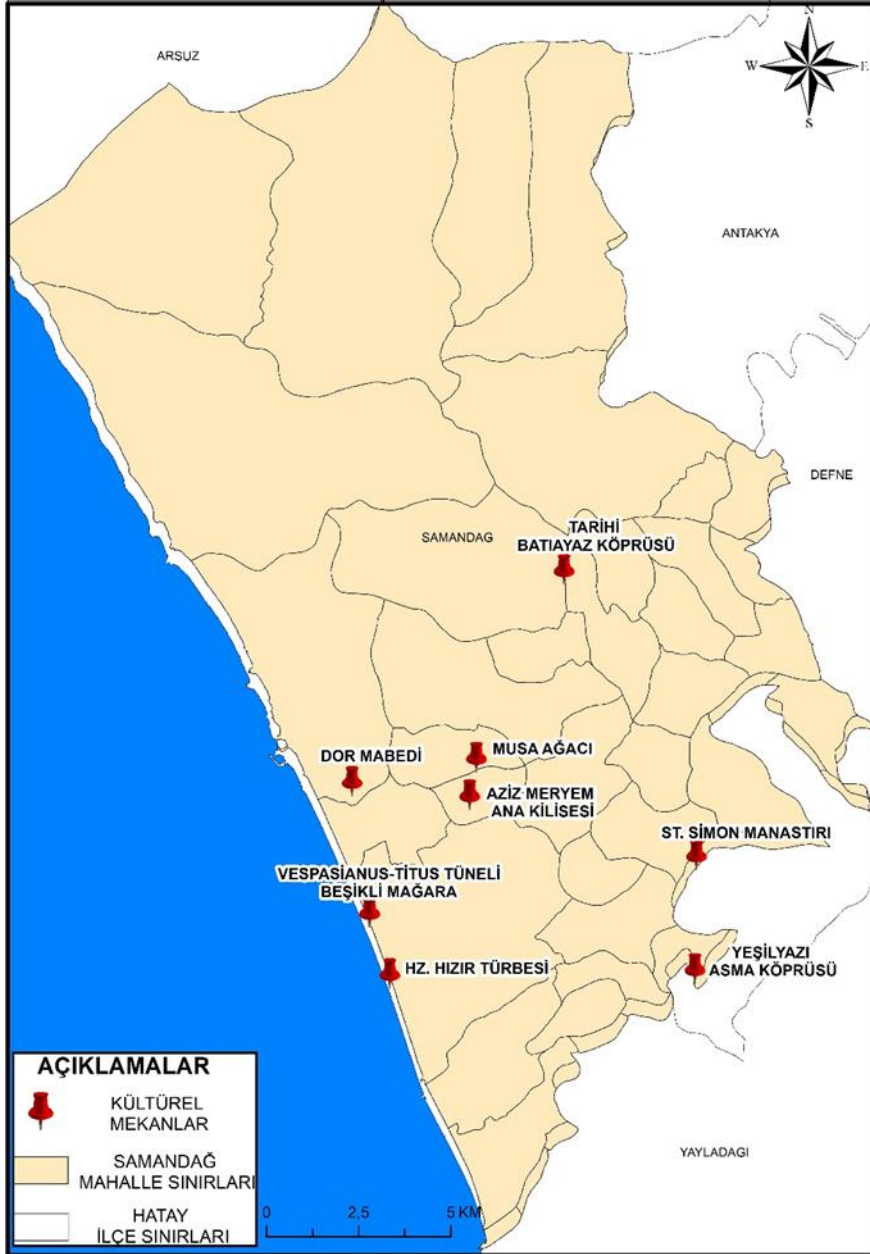 ARSUZ
N
W
E
S
ANTAKYA
DEFNE
TARİHİ
BATIAYAZ KÖPRÜSÜ
SAMANDAG
DOR MABEDİ
MUSA AĞACI
AZİZ MERYEM
ANA KİLİSESİ
ST. SİMON MANASTIRI
VESPASİANUS-TİTUS TÜNELİ
BEŞİKLİ MAĞARA
HZ. HIZIR TÜRBESİ
YEŞİLYAZI
ASMA KÖPRÜSÜ
YAYLADAGI
AÇIKLAMALAR
KÜLTÜREL
MEKANLAR
SAMANDAĞ
MAHALLE SINIRLARI
HATAY
İLÇE SINIRLARI
0 2,5 5 KM